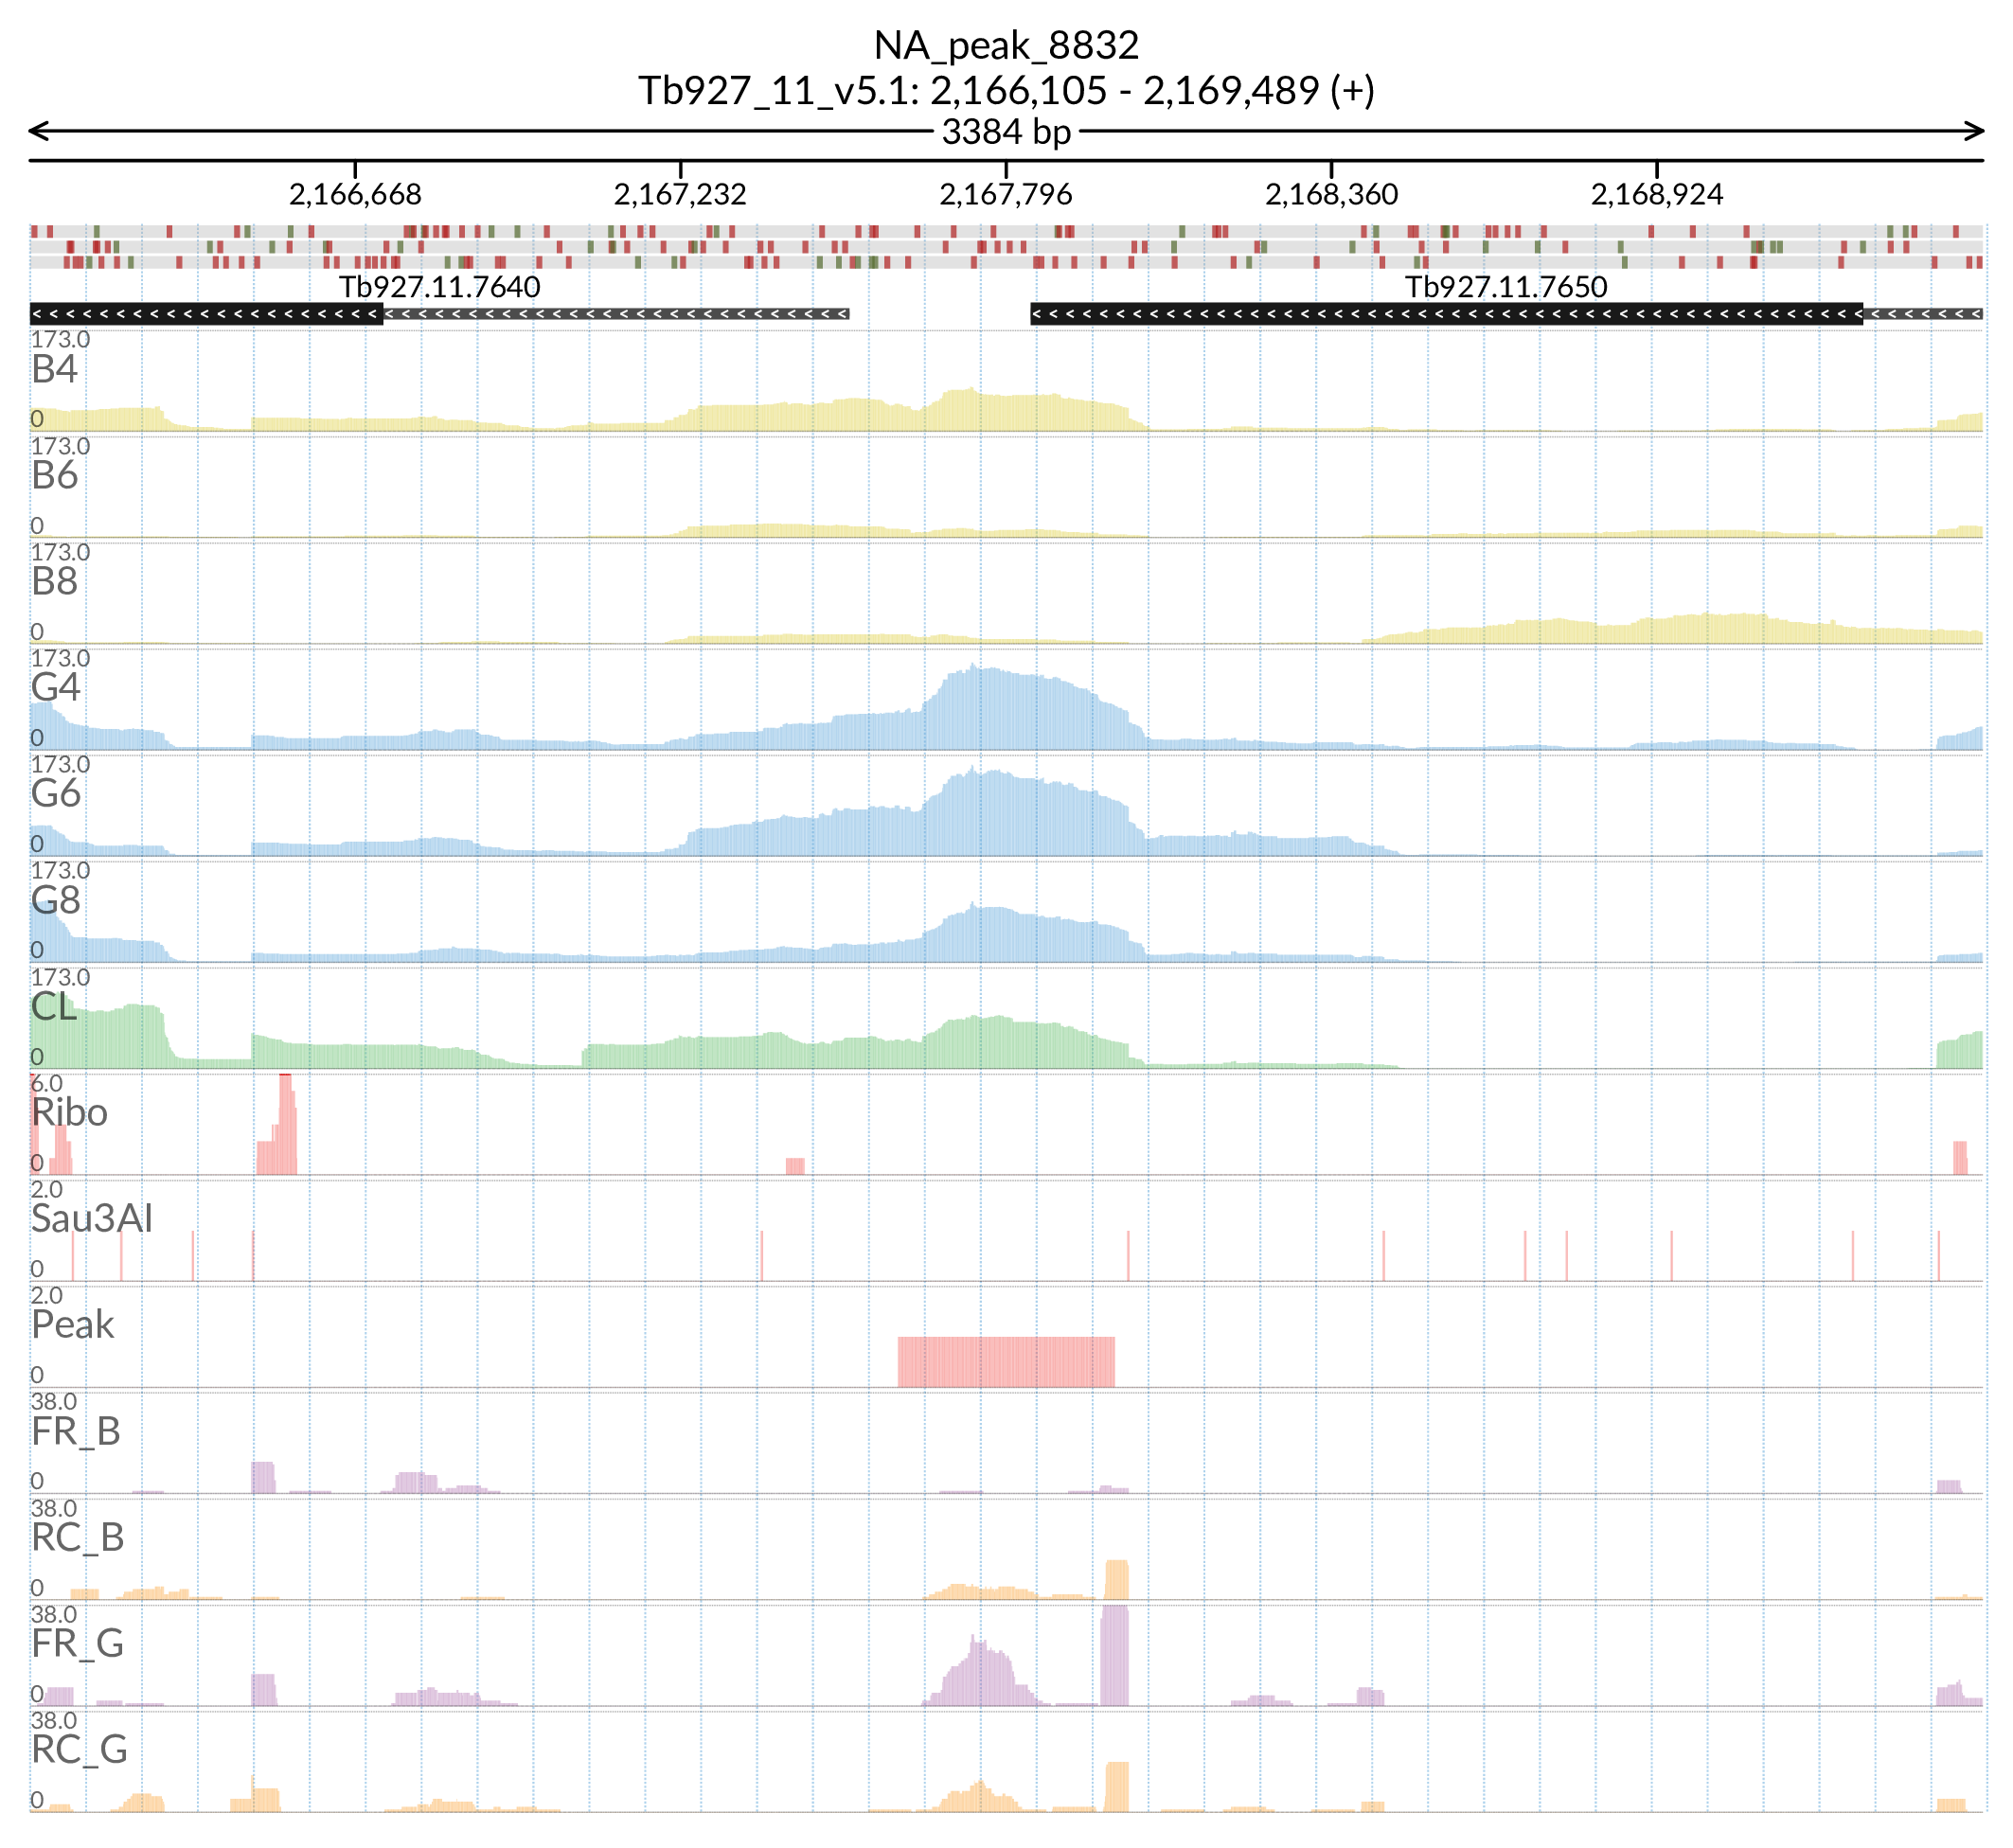 NA_peak_8832
Tb927_11_v5.1: 2,166,105 - 2,169,489 (+)
3384 bp
2,166,668 2,167,232 2,167,796 2,168,360 2,168,924
Tb927.11.7640 Tb927.11.7650
173.0
B4
0
173.0
B6
0
173.0
B8
0
173.0
G4
0
173.0
G6
0
173.0
G8
0
173.0
CL
0
6.0
Ribo
0
2.0
Sau3AI
0
2.0
Peak
0
38.0
FR_B
0
38.0
RC_B
0
38.0
FR_G
0
38.0
RC_G
0